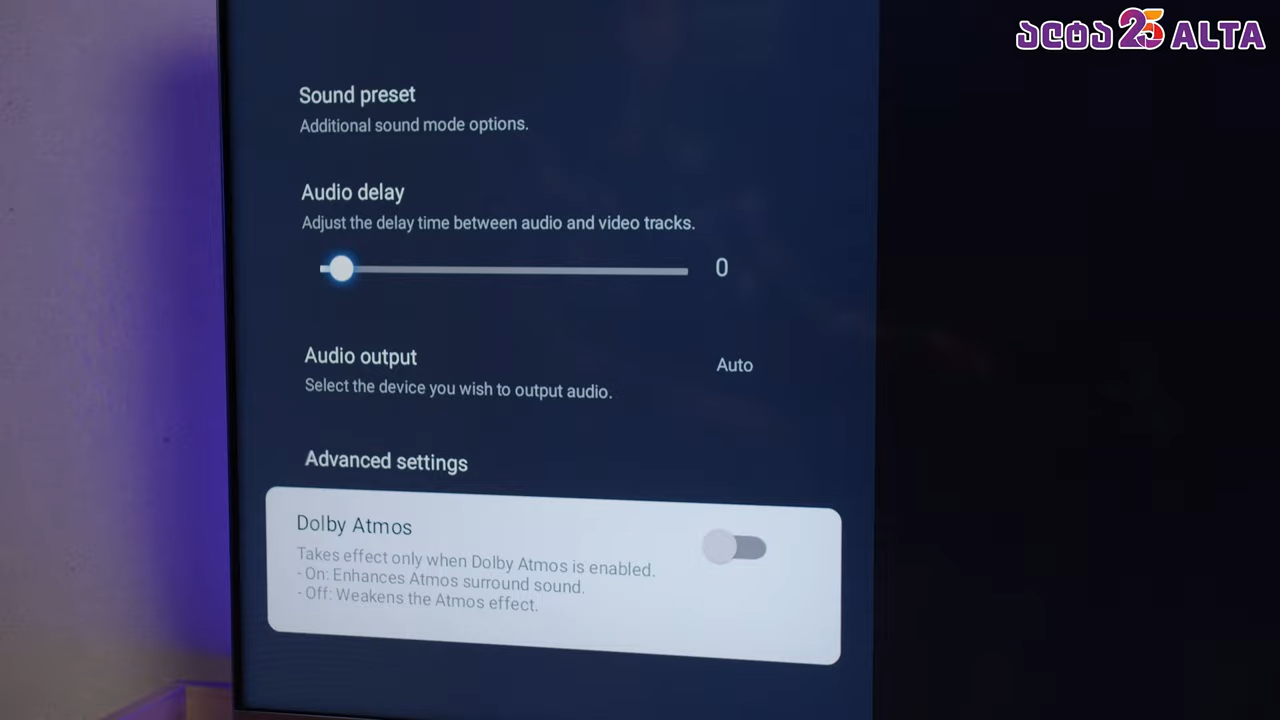 ალტა 25 ALTA
Sound preset
Additional sound mode options.
Audio delay
Adjust the delay time between audio and video tracks.
0
Audio output
Auto
Select the device you wish to output audio.
Advanced settings
Dolby Atmos
Takes effect only when Dolby Atmos is enabled.
- On: Enhances Atmos surround sound.
- Off: Weakens the Atmos effect.